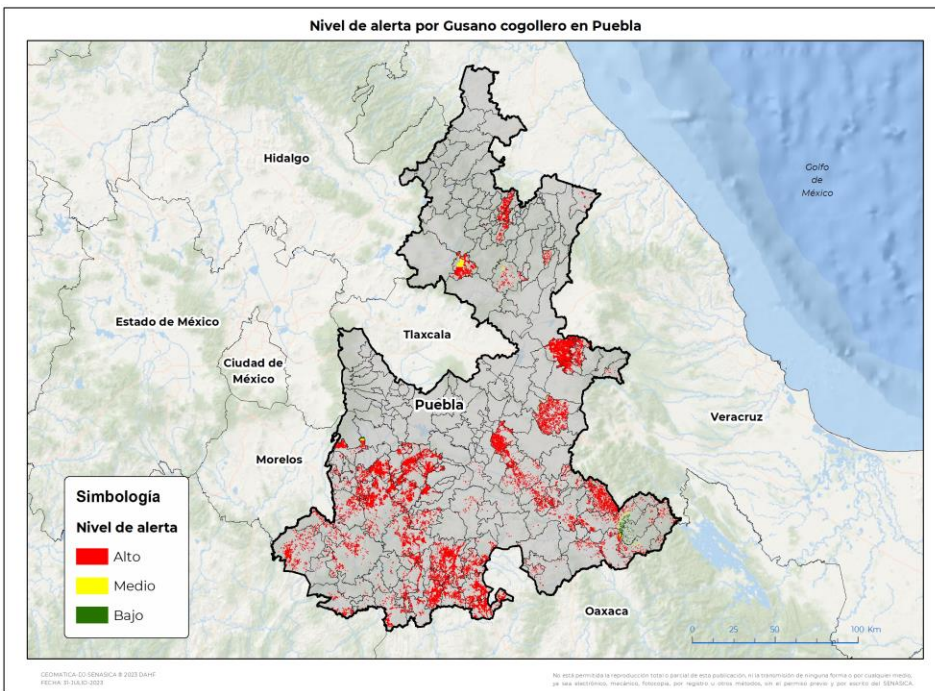 Nivel de alerta por Gusano cogollero en Puebla
Golfo
de
México
Hidalgo
Estado de México
Tlaxcala
Ciudad de
México
Puebla
Veracruz
Morelos
Simbología
Nivel de alerta
Alto
Medio
Bajo
Oaxaca
0 25 50 100 Km
GEOMATICA DJ SENASICA ® 2023 DAHF
FECHA: 31-JULIO-2023
No esta permitida la reproducción total o parcial de esta publicación, ni la transmisión de ninguna forma o por cualquier medio,
ya sea electrónico, mecánico, fotocopia, por registro u otros métodos, sin el permiso previo y por escrito del SENASICA.